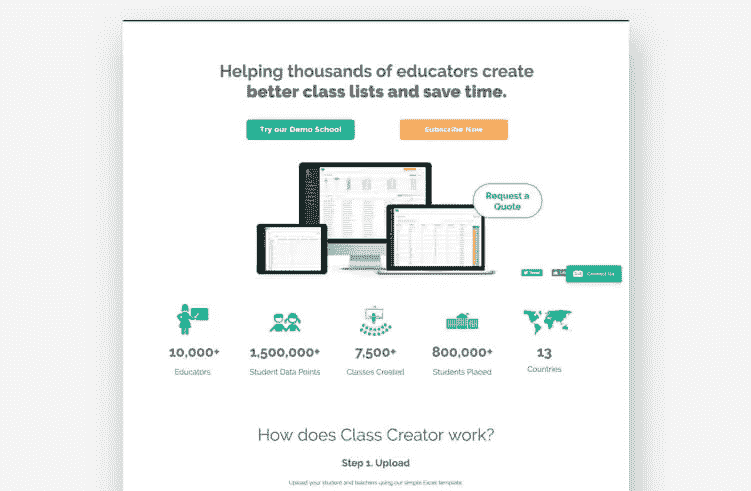 Helping thousands of educators create
better class lists and save time.
Try our Demo School
Subscribe Now
Request a
Quote
Tweet
Contact Us
10,000+
1,500,000+
7,500+
800,000+
13
Educators
Student Data Points
Classes Created
Students Placed
Countries
How does Class Creator work?
Step 1. Upload
Upload your student and teachers using our simple Excel template.